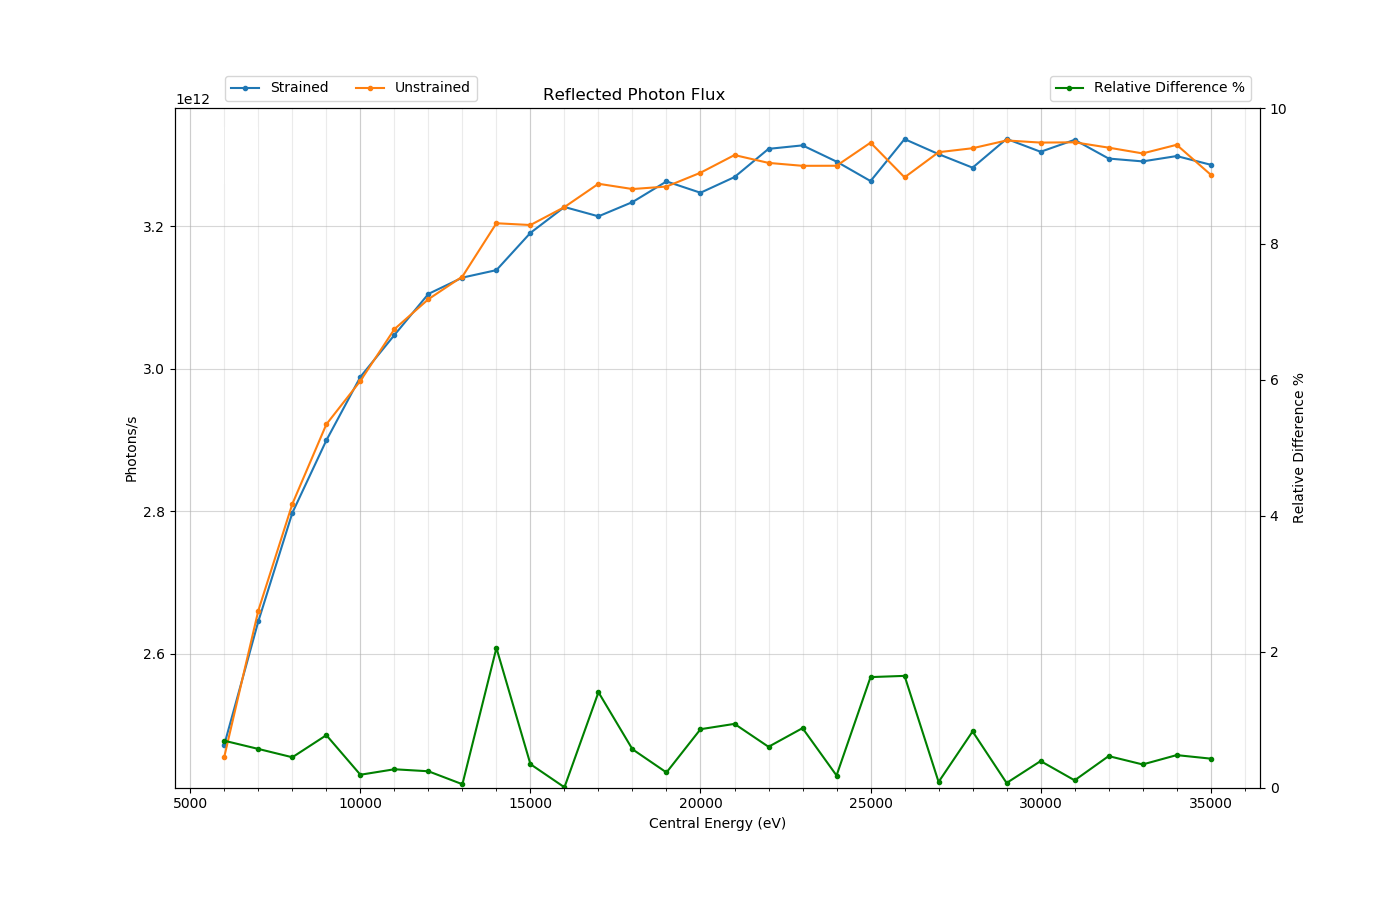 Strained Unstrained
Relative Difference %
Reflected Photon Flux
1e12
10
3.2
8
3.0
6
Photons/s
Relative Difference %
2.8
4
2.6
2
0
5000 10000 15000 20000 25000 30000 35000
Central Energy (eV)